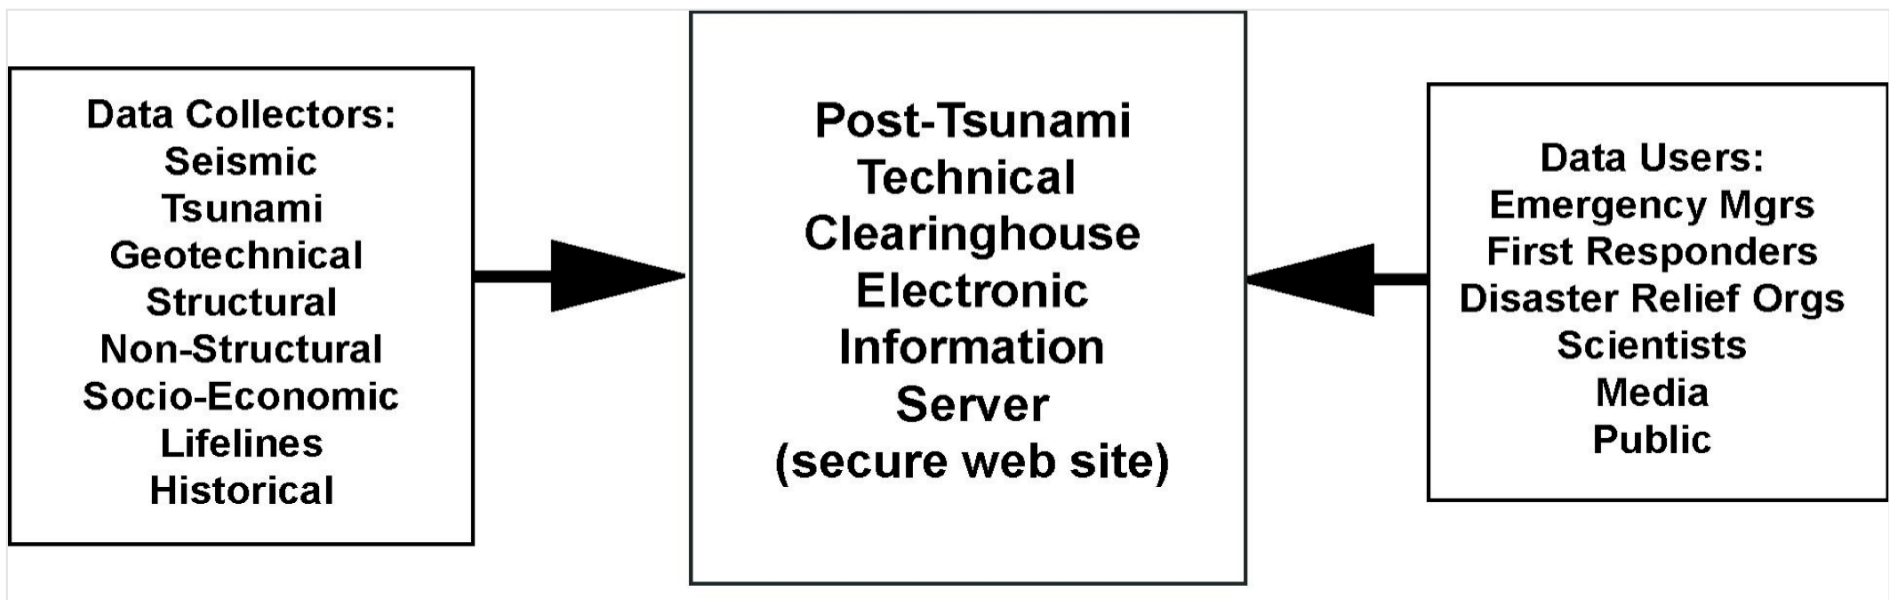 Data Collectors:
Seismic
Tsunami
Geotechnical
Structural
Non-Structural
Socio-Economic
Lifelines
Historical
Post-Tsunami
Technical
Clearinghouse
Electronic
Information
Server
(secure web site)
Data Users:
Emergency Mgrs
First Responders
Disaster Relief Orgs
Scientists
Media
Public